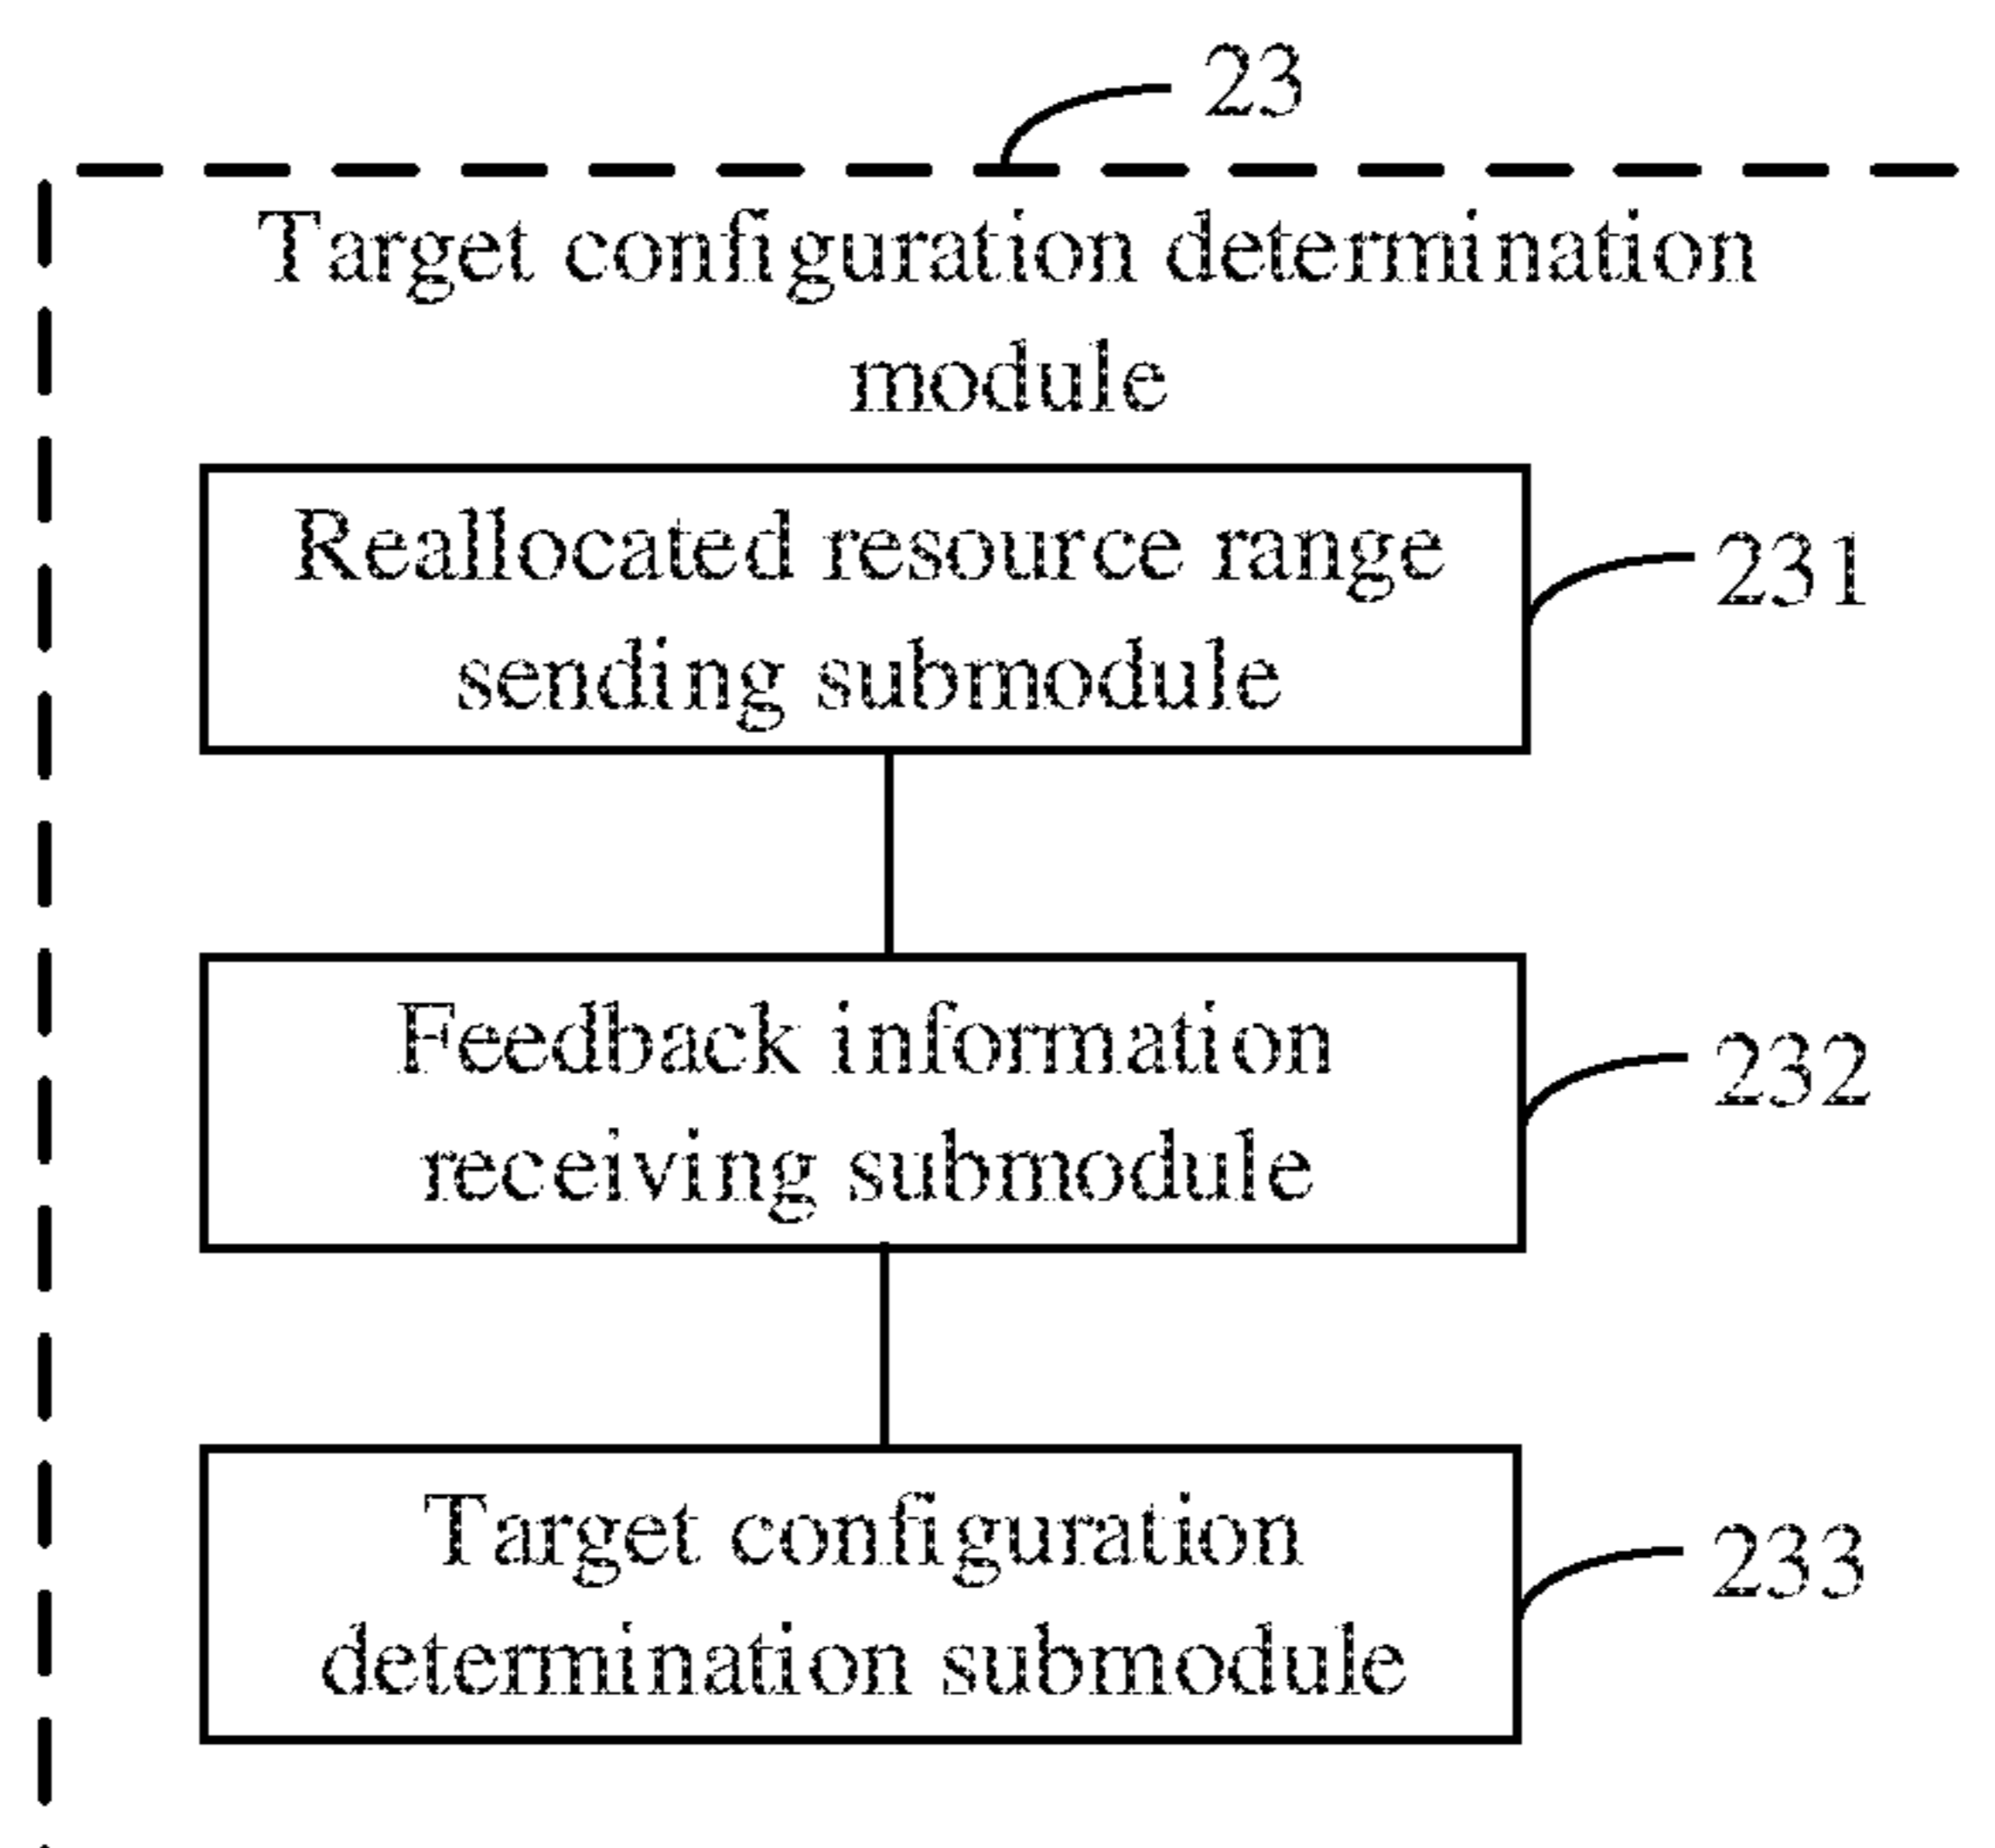 23
Target configuration determination
module
Reallocated resource range
sending submodule
231
Feedback information
receiving submodule
232
Target configuration
determination submodule
233